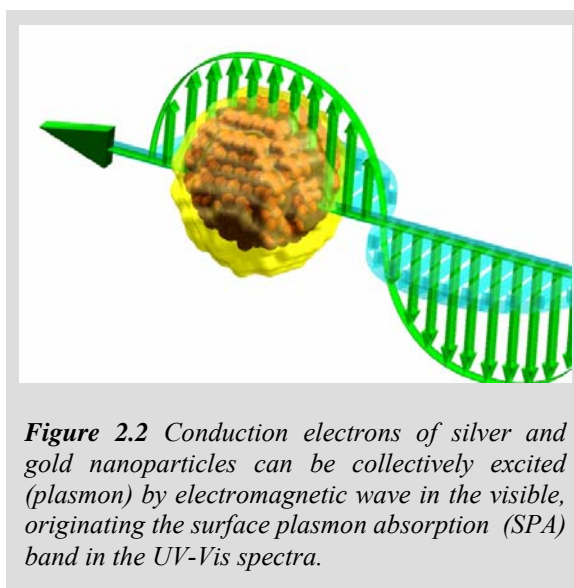 Figure 2.2 Conduction electrons of silver and
gold nanoparticles can be collectively excited
(plasmon) by electromagnetic wave in the visible,
originating the surface plasmon absorption (SPA)
band in the UV-Vis spectra.